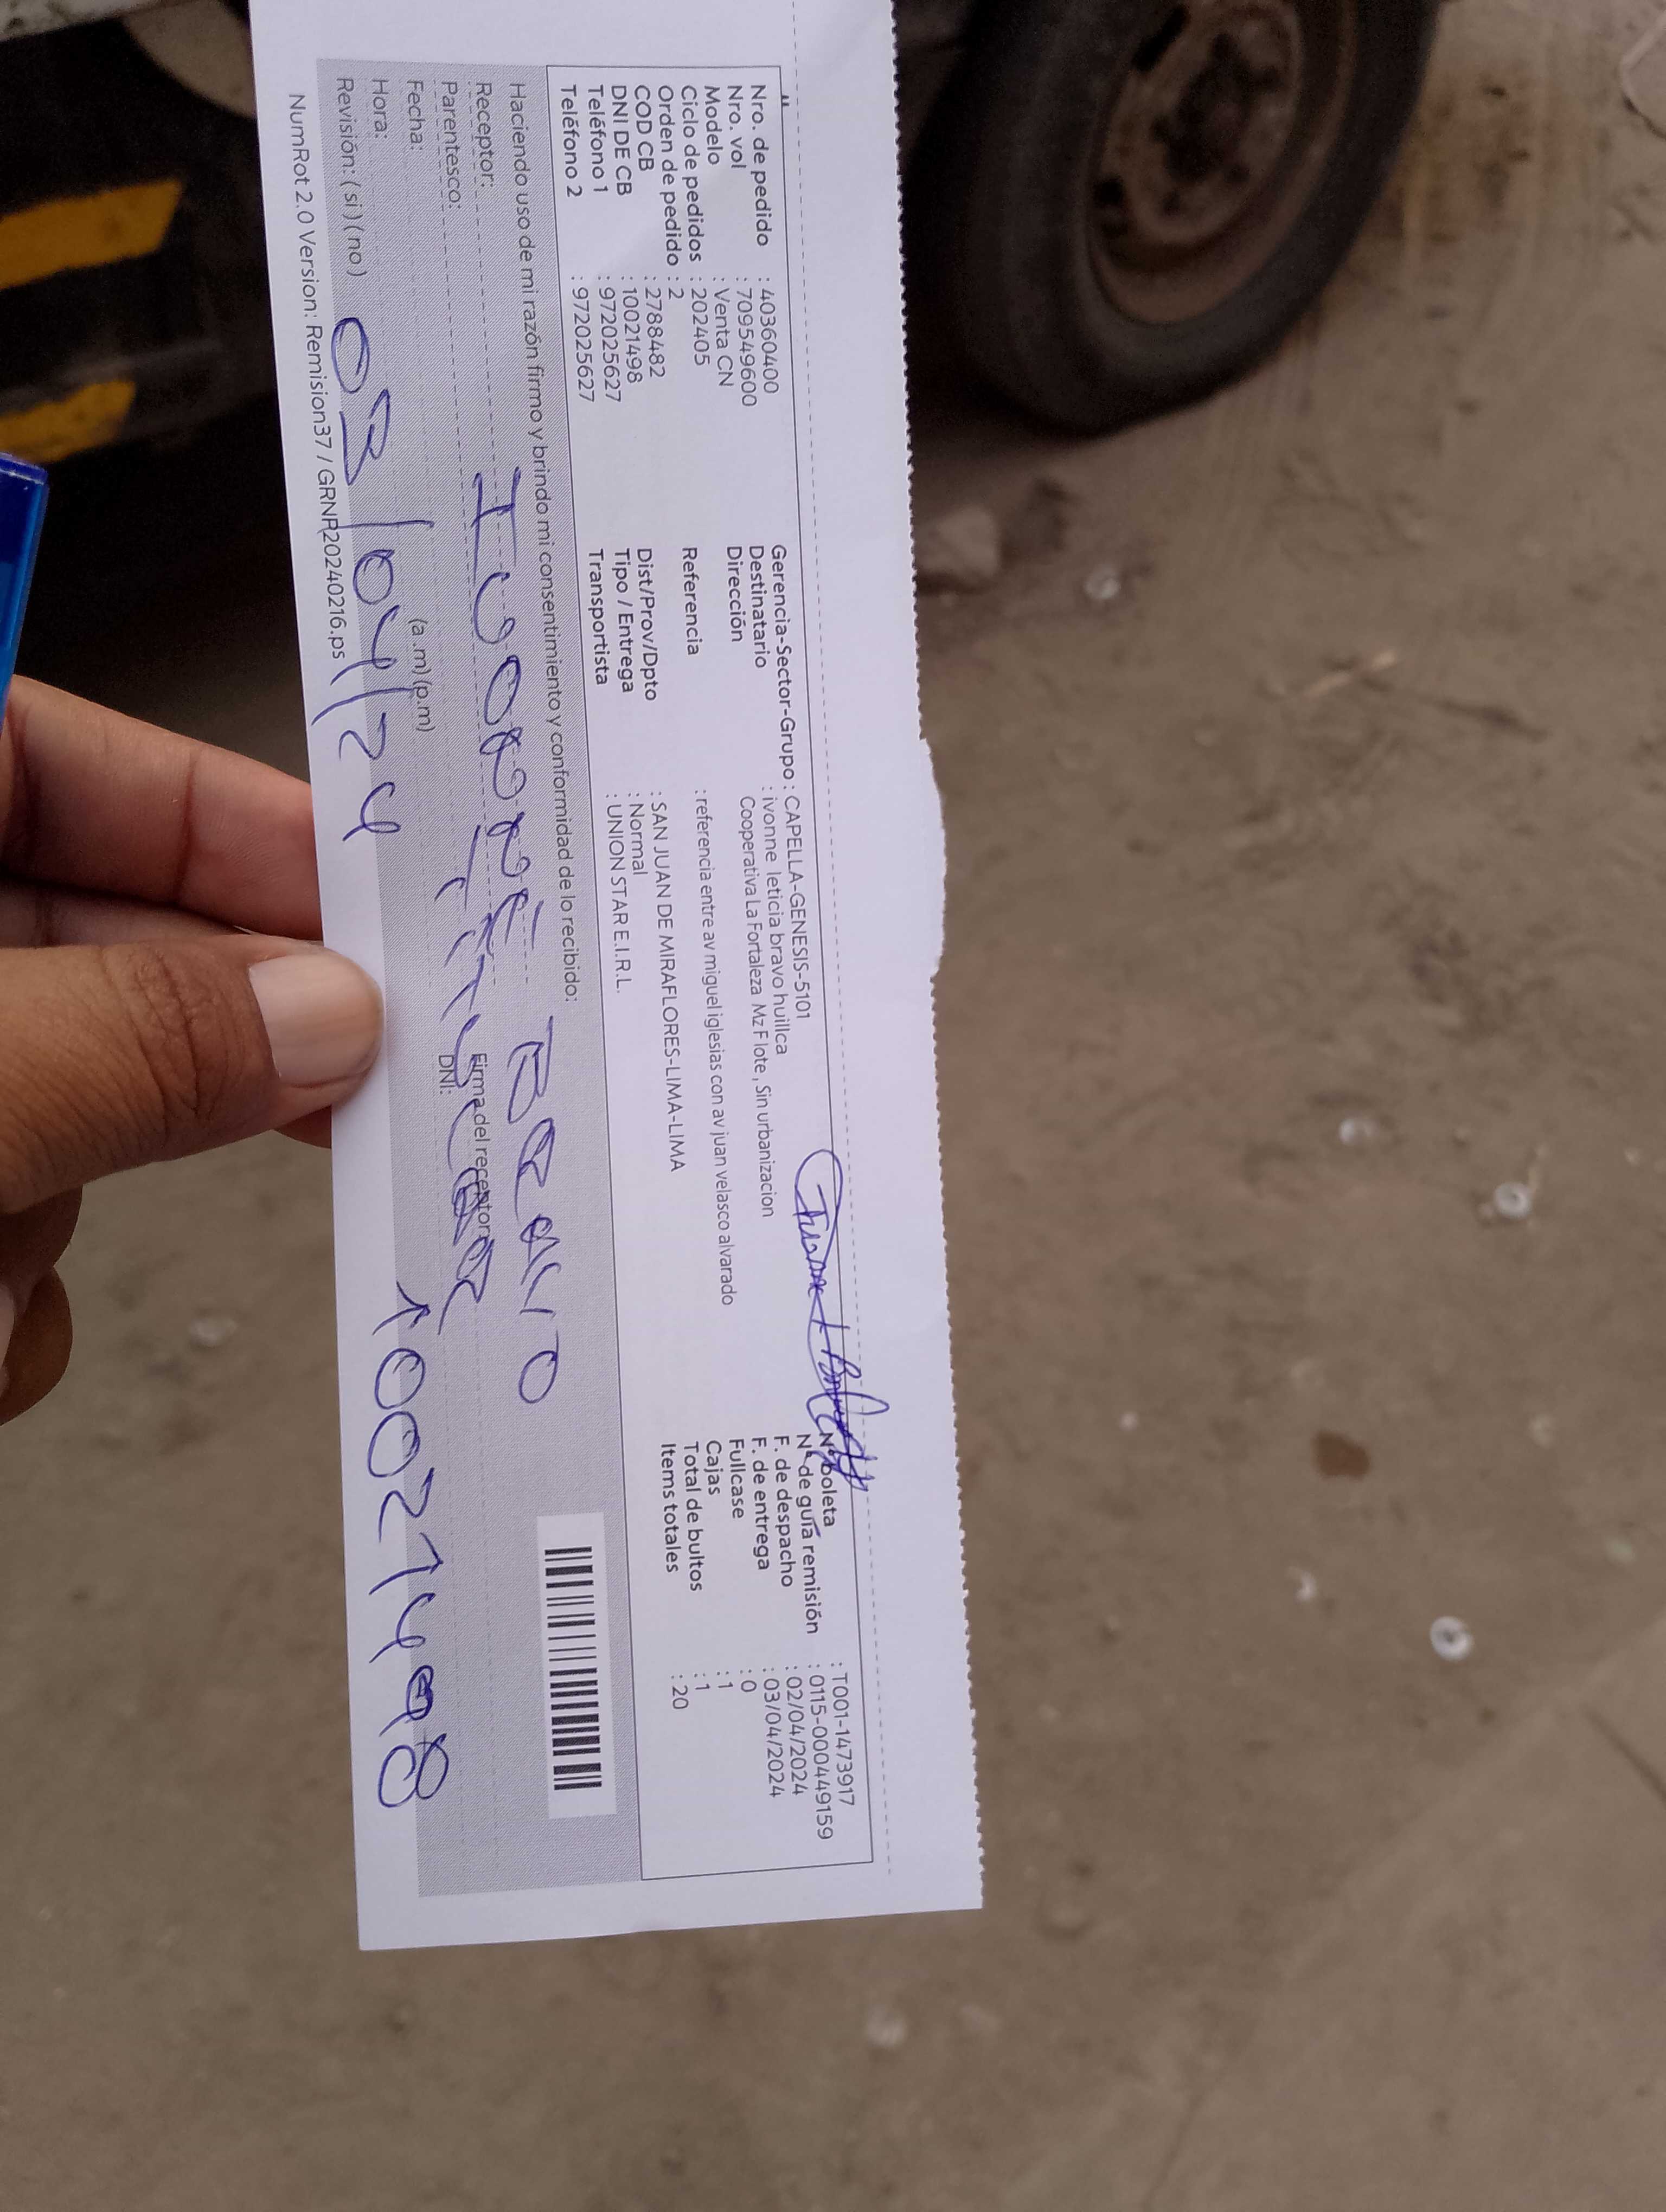 Nro. de pedido : 40360400
Nro. vol : 709549600
Modelo : Venta CN
Ciclo de pedidos : 202405
Orden de pedido : 2
COD CB : 2788482
DNI DE CB : 10021498
Teléfono 1 : 972025627
Teléfono 2 : 972025627
Gerencia-Sector-Grupo : CAPELLA-GENESIS-5101
Destinatario : ivonne leticia bravo huillca
Dirección Cooperativa La Fortaleza Mz F lote , Sin urbanizacion
Referencia : referencia entre av miguel iglesias con av juan velasco alvarado
Dist/Prov/Dpto : SAN JUAN DE MIRAFLORES-LIMA-LIMA
Tipo / Entrega : Normal
Transportista : UNION STAR E.I.R.L.
Nº boleta : T001-1473917
Nº de guía remisión : 0115-000449159
F. de despacho : 02/04/2024
F. de entrega : 03/04/2024
Fullcase : 0
Cajas : 1
Total de bultos : 1
Items totales : 20
Haciendo uso de mi razón firmo y brindo mi consentimiento y conformidad de lo recibido:
BRAVO
Receptor:
Parentesco:
Firma del receptor:
DNI:
10021498
Fecha:
Hora: (a.m) (p.m)
03/04/24
Revisión: ( si ) ( no )
NumRot 2.0 Version: Remision37 / GRNP20240216.ps